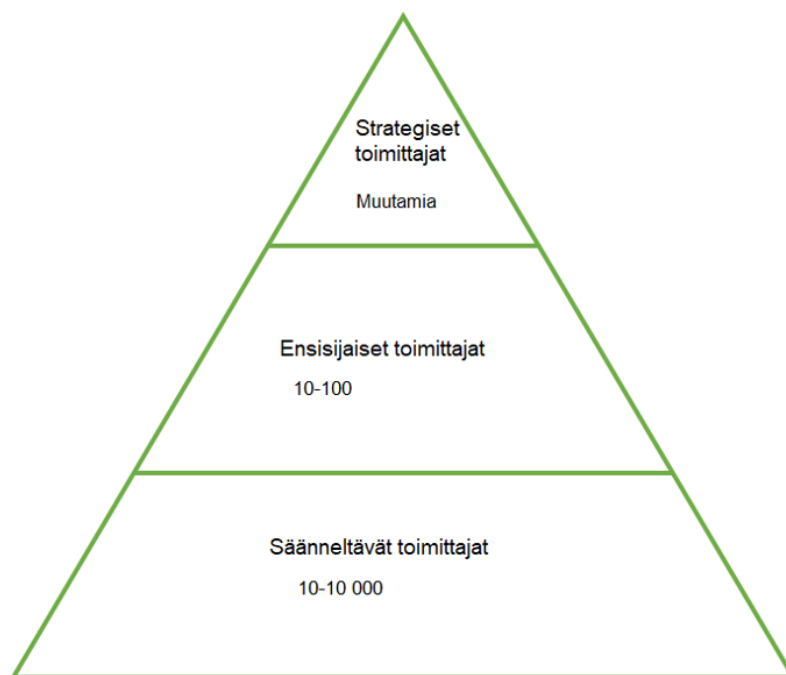 Strategiset
toimittajat
Muutamia
Ensisijaiset toimittajat
10-100
Säänneltävät toimittajat
10-10 000